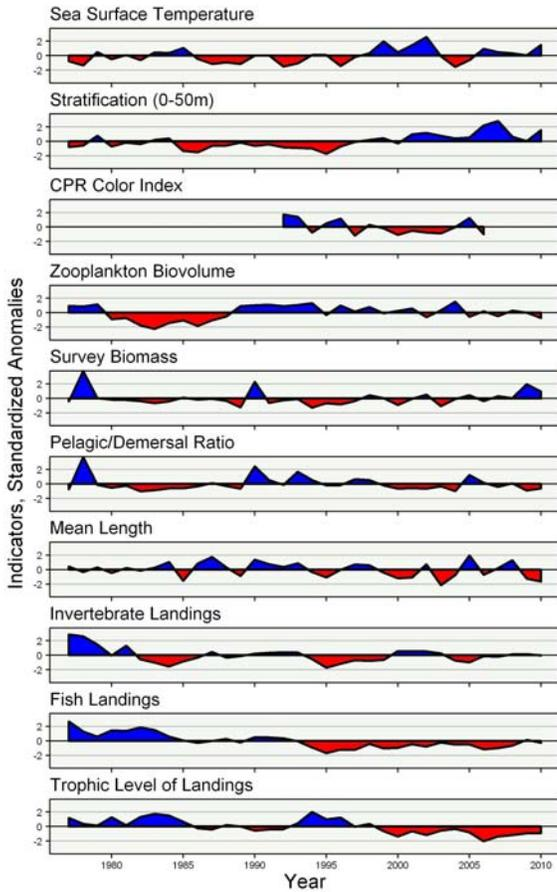 Sea Surface Temperature
2
0
-2
Stratification (0-50m)
2
0
-2
CPR Color Index
2
0
-2
Zooplankton Biovolume
2
0
-2
Survey Biomass
2
0
-2
Pelagic/Demersal Ratio
2
0
-2
Mean Length
2
0
-2
Invertebrate Landings
2
0
-2
Fish Landings
2
0
-2
Trophic Level of Landings
2
0
-2
1980 1985 1990 1995 2000 2005 2010
Year
Indicators, Standardized Anomalies